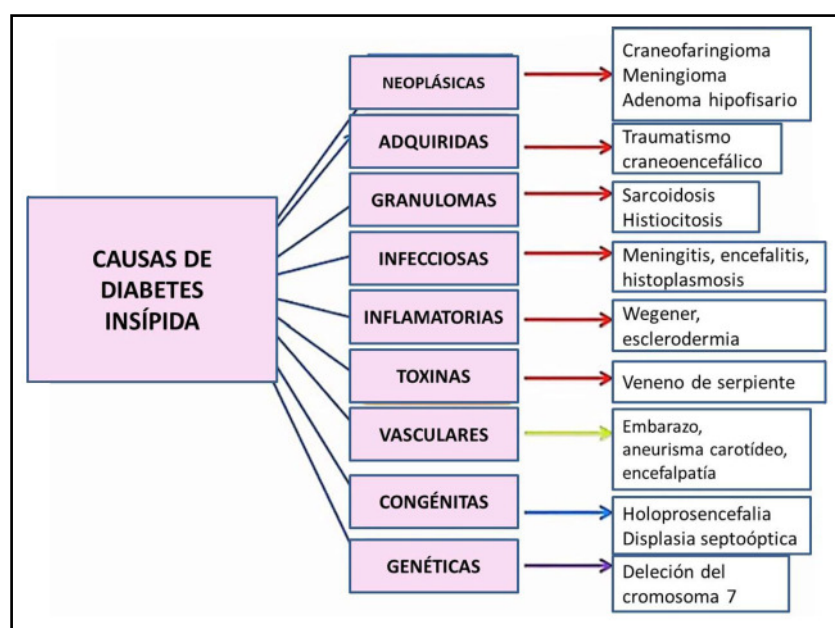 CAUSAS DE
DIABETES
INSÍPIDA
NEOPLÁSICAS
Craneofaringioma
Meningioma
Adenoma hipofisario
ADQUIRIDAS
Traumatismo
craneoencefálico
GRANULOMAS
Sarcoidosis
Histiocitosis
INFECCIOSAS
Meningitis, encefalitis,
histoplasmosis
INFLAMATORIAS
Wegener,
esclerodermia
TOXINAS
Veneno de serpiente
VASCULARES
Embarazo,
aneurisma carotídeo,
encefalpatía
CONGÉNITAS
Holoprosencefalia
Displasia septoóptica
GENÉTICAS
Deleción del
cromosoma 7